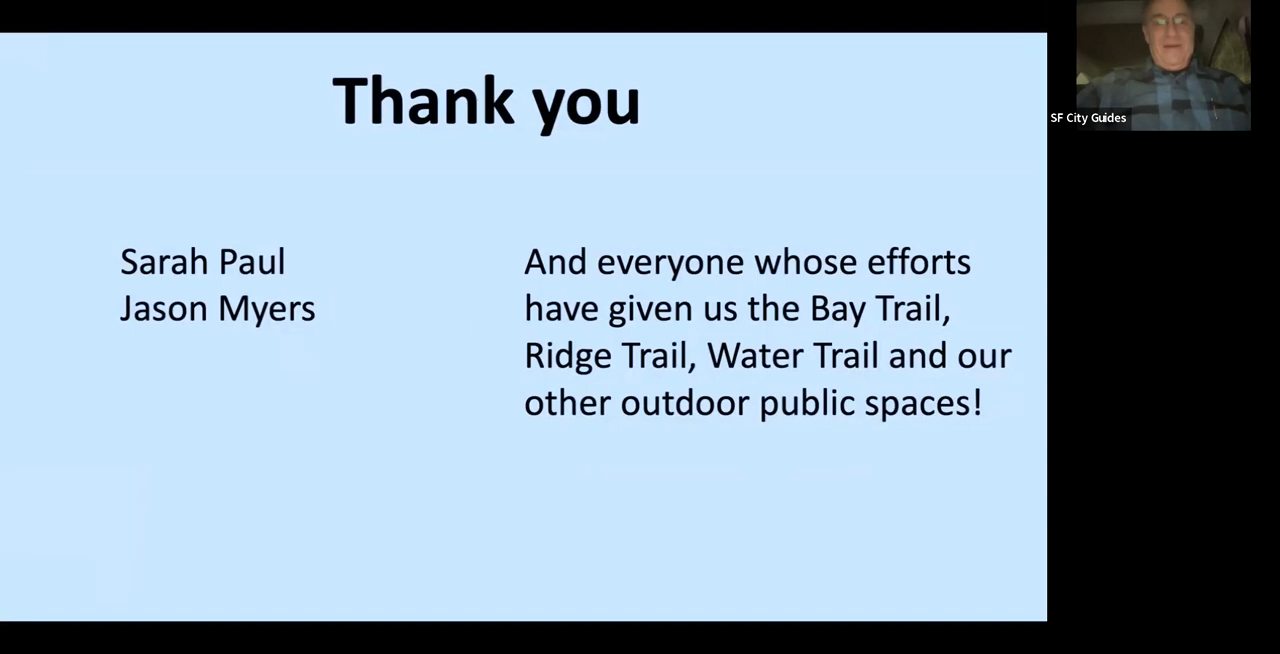 Thank you
Sarah Paul
Jason Myers
And everyone whose efforts
have given us the Bay Trail,
Ridge Trail, Water Trail and our
other outdoor public spaces!
SF City Guides